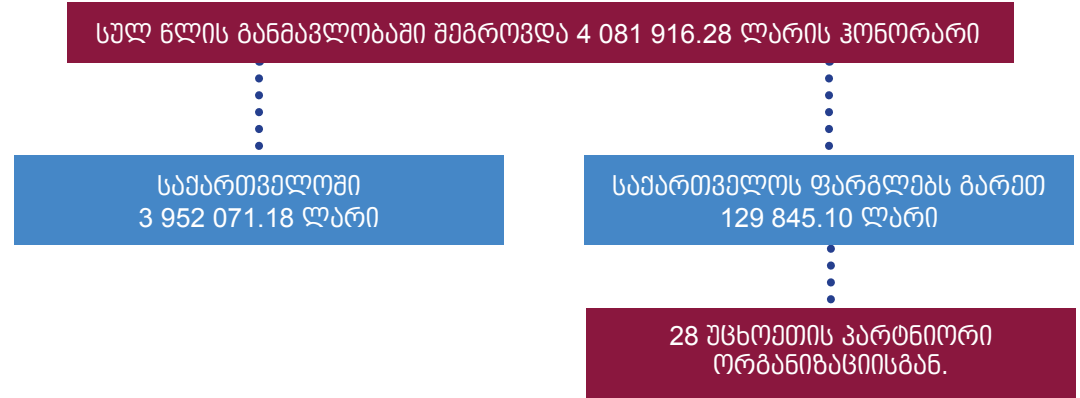 სულ წლის განმავლობაში შეგროვდა 4 081 916.28 ლარის ჰონორარი
საქართველოში
3 952 071.18 ლარი
საქართველოს ფარგლებს გარეთ
129 845.10 ლარი
28 უცხოეთის პარტნიორი
ორგანიზაციისგან.